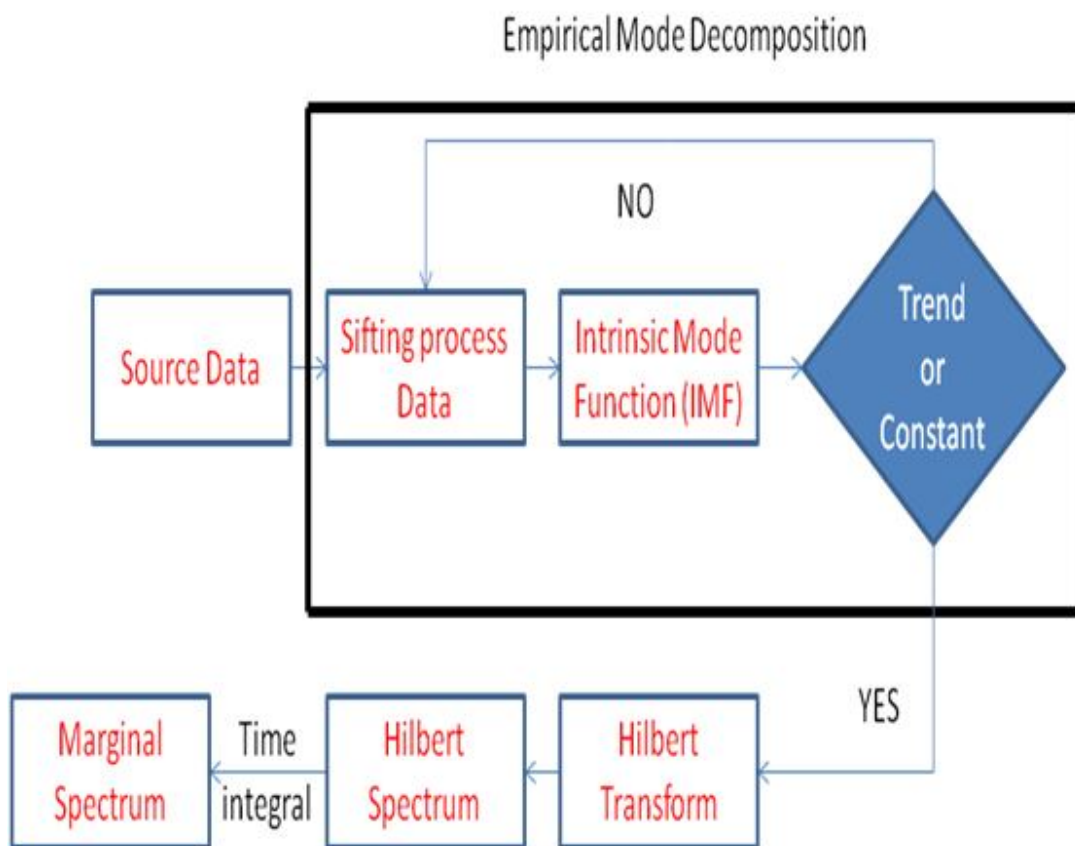 Empirical Mode Decomposition
NO
Source Data
Sifting process
Data
Intrinsic Mode
Function (IMF)
Trend
or
Constant
YES
Marginal
Spectrum
Time
integral
Hilbert
Spectrum
Hilbert
Transform